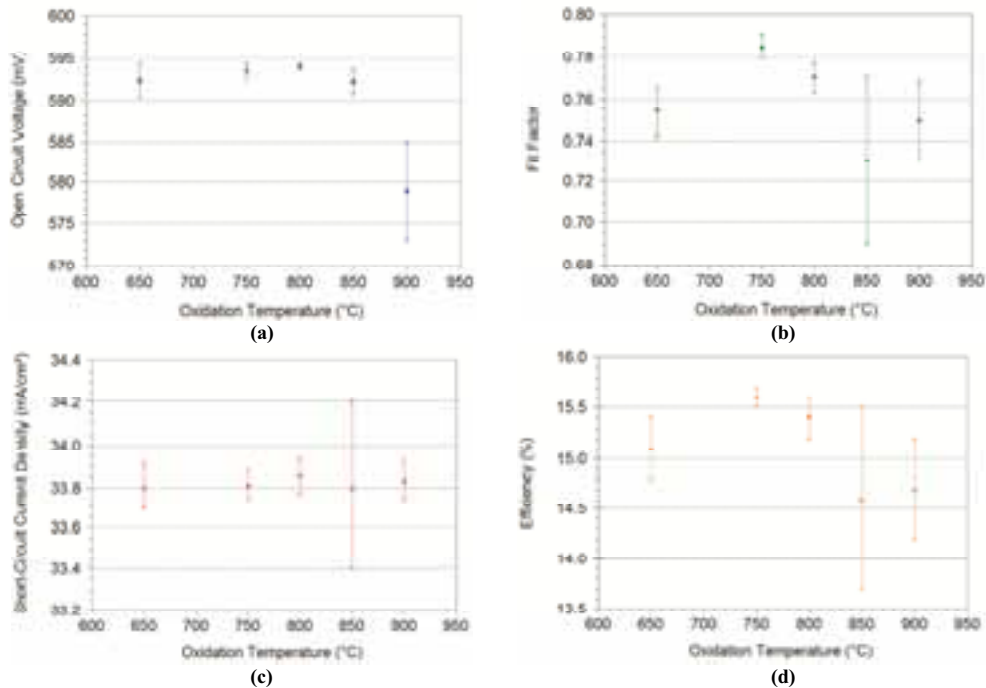 600
595
590
585
580
575
570
Open Circuit Voltage (mV)
600 650 700 750 800 850 900 950
Oxidation Temperature (°C)
(a)
0.80
0.78
0.76
0.74
0.72
0.70
0.68
Fill Factor
600 650 700 750 800 850 900 950
Oxidation Temperature (°C)
(b)
34.4
34.2
34.0
33.8
33.6
33.4
33.2
Short-Circuit Current Density (mA/cm²)
600 650 700 750 800 850 900 950
Oxidation Temperature (°C)
(c)
16.0
15.5
15.0
14.5
14.0
13.5
Efficiency (%)
600 650 700 750 800 850 900 950
Oxidation Temperature (°C)
(d)